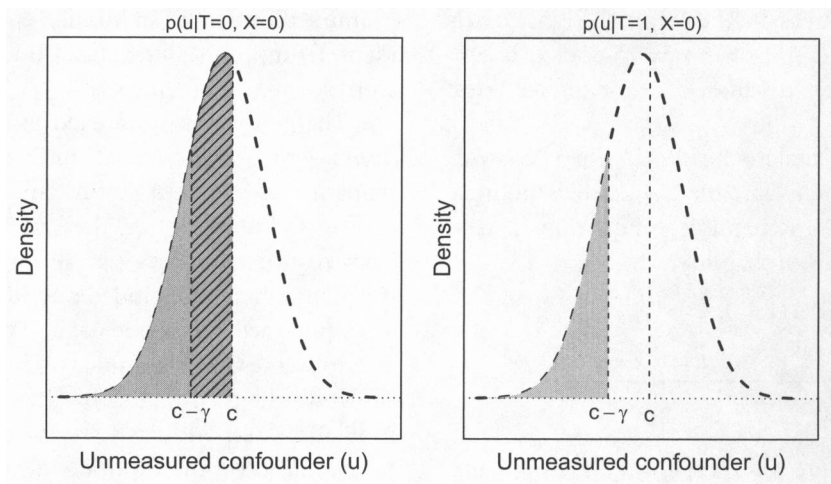 p(u|T=0, X=0)
Density
c − γ c
Unmeasured confounder (u)
p(u|T=1, X=0)
Density
c − γ c
Unmeasured confounder (u)